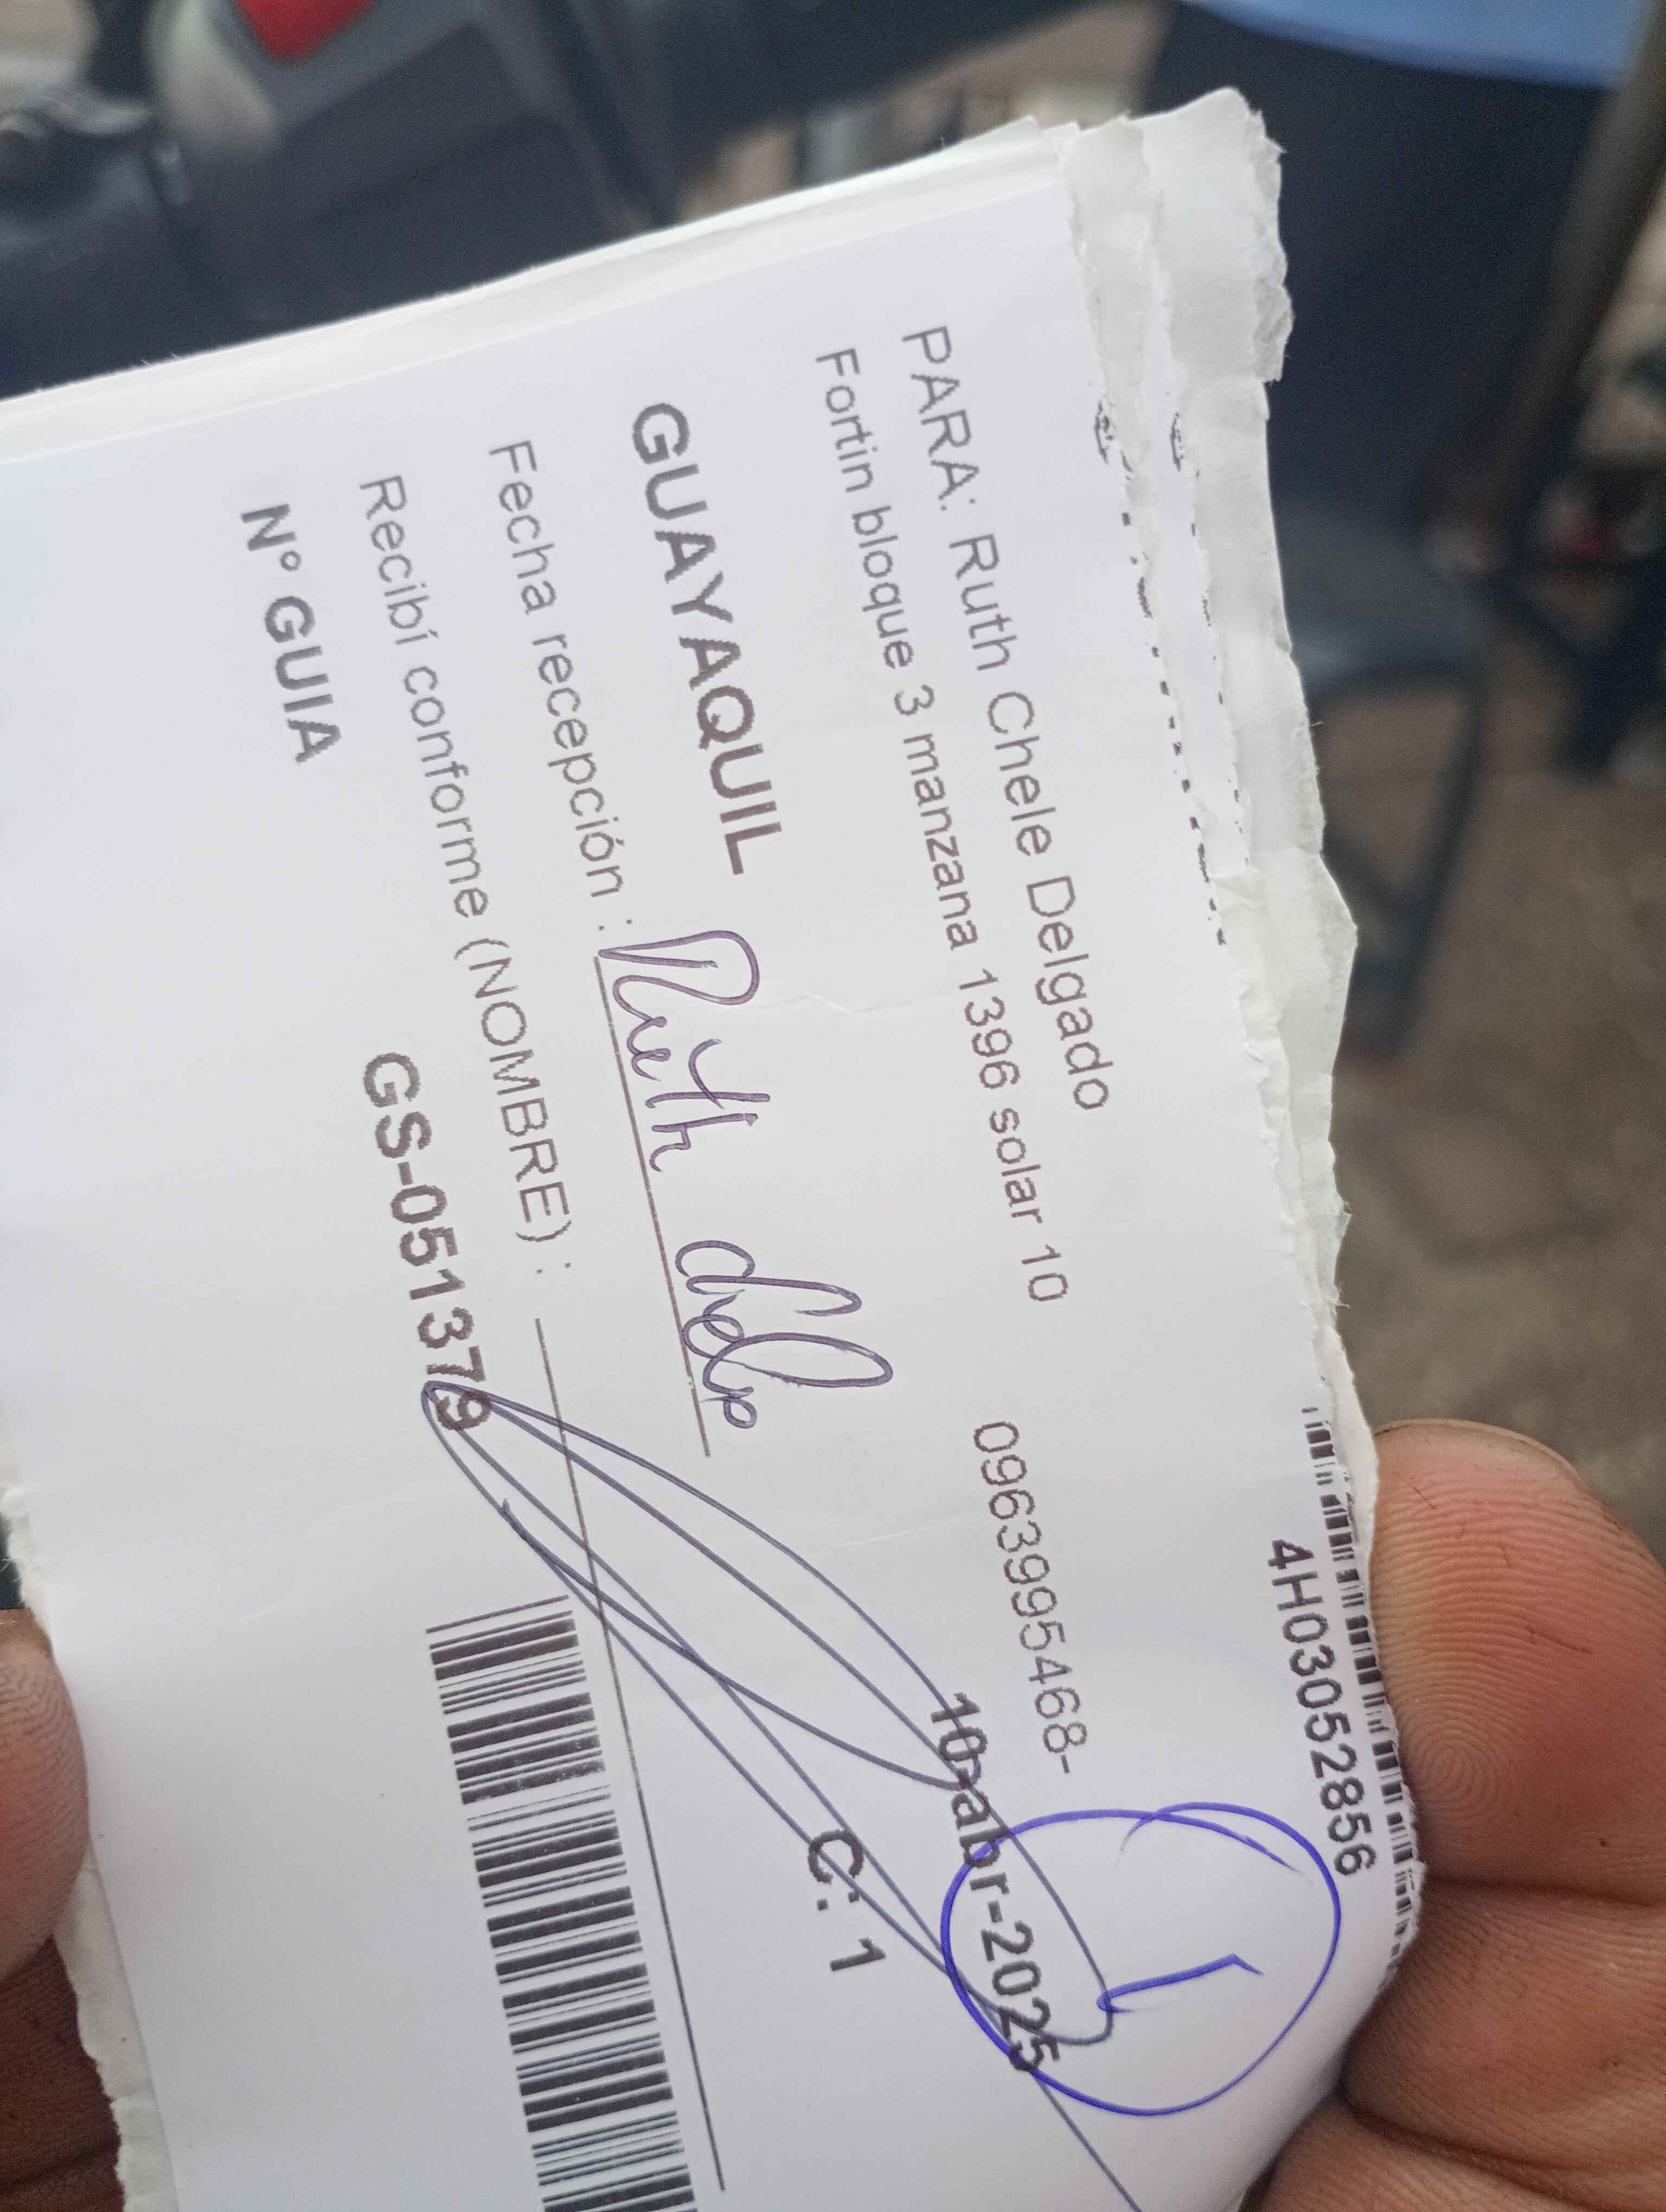 4H03052856
PARA: Ruth Chele Delgado
Fortin bloque 3 manzana 1396 solar 10 0963995468-
1
10-abr-2025
GUAYAQUIL
C: 1
Fecha recepción : Ruth chele
Recibí conforme (NOMBRE) :
N° GUIA GS-051379